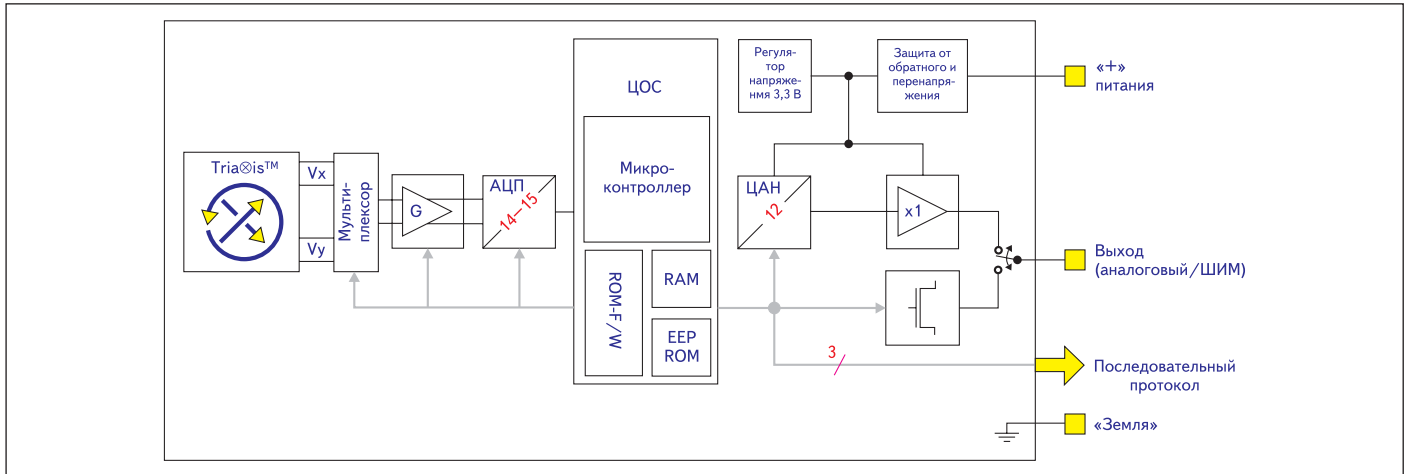 Tria⊗is™
Vx
Vy
Мульти-
плексор
G
АЦП
14—15
ЦОС
Микро-
контроллер
ROM-F/W
RAM
EEP
ROM
Регуля-
тор
напряже-
нмя 3,3 В
Защита от
обратного и
перенапря-
жения
ЦАН
12
x1
3
«+»
питания
Выход
(аналоговый/ШИМ)
Последовательный
протокол
«Земля»